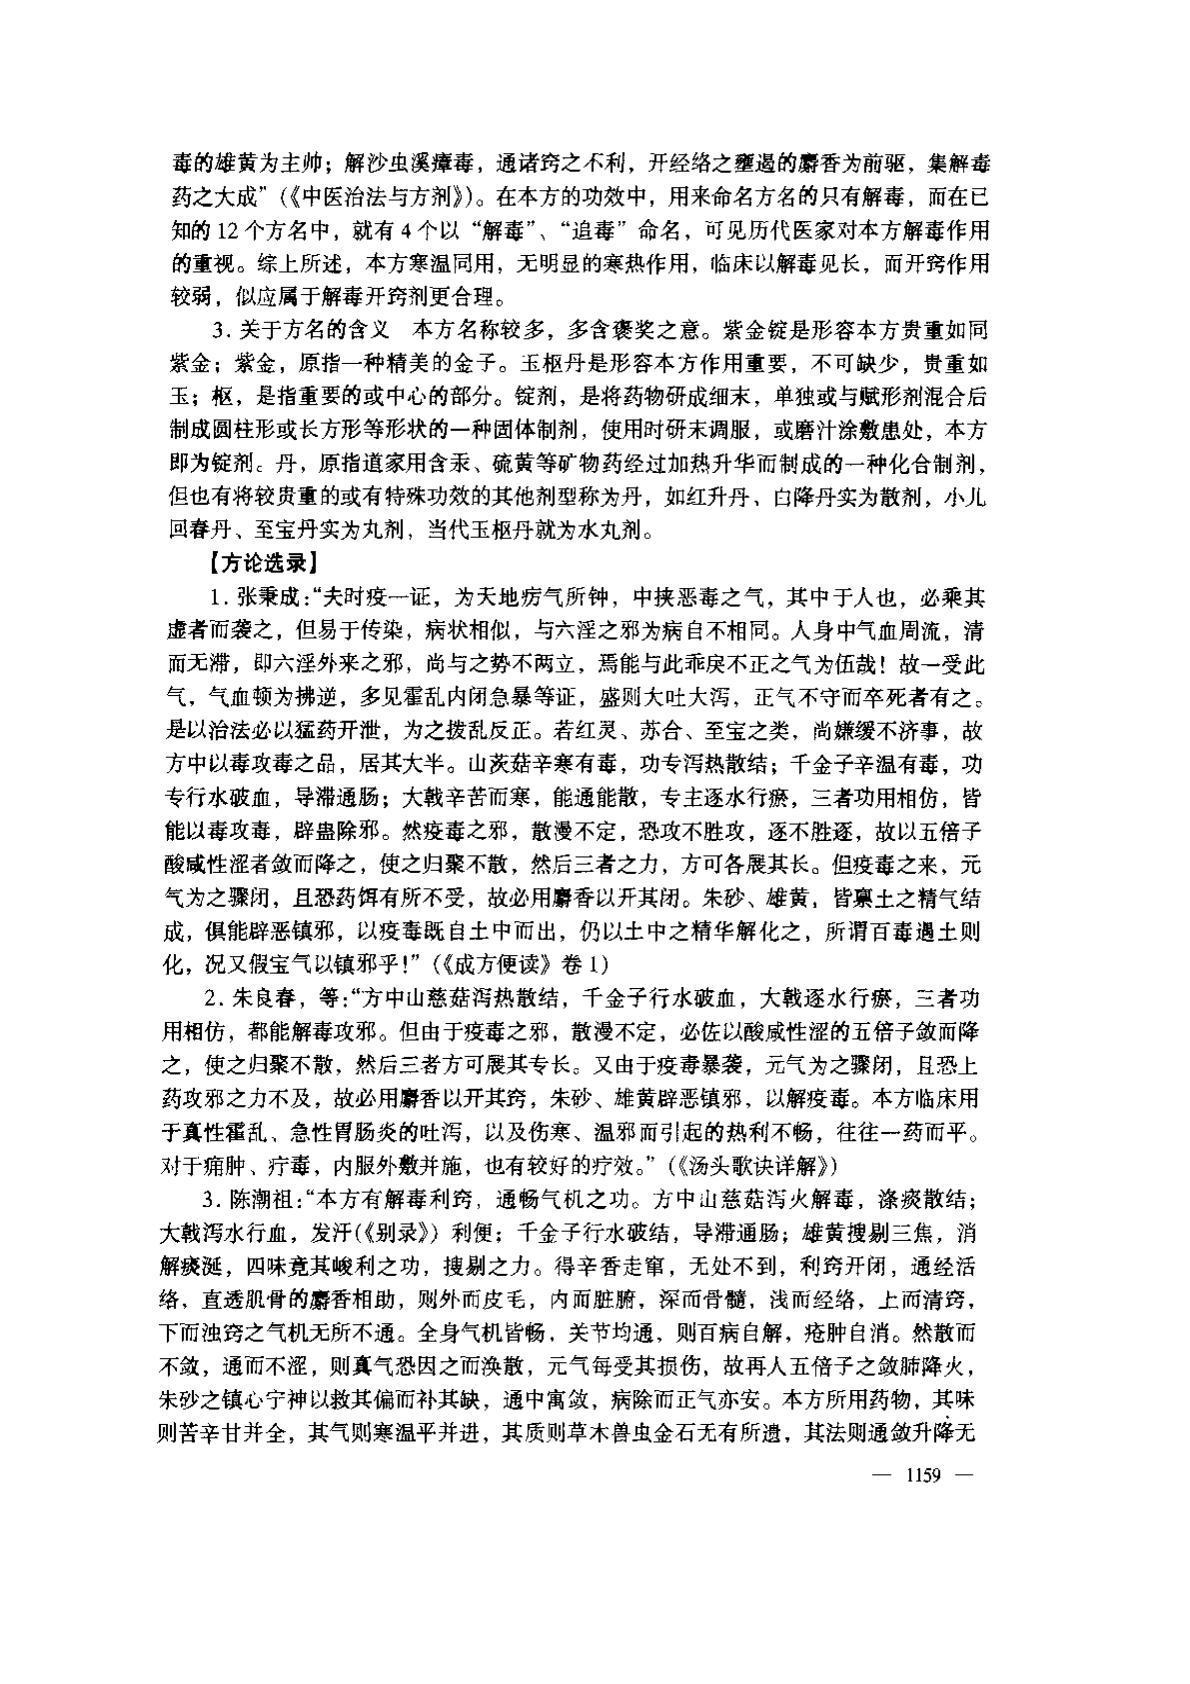 毒的雄黄为主帅；解沙虫溪瘴毒，通诸窍之不利，开经络之壅遏的麝香为前驱，集解毒
药之大成”（《中医治法与方剂》）。在本方的功效中，用来命名方名的只有解毒，而在已
知的12个方名中，就有4个以“解毒”、“追毒”命名，可见历代医家对本方解毒作用
的重视。综上所述，本方寒温同用，无明显的寒热作用，临床以解毒见长，而开窍作用
较弱，似应属于解毒开窍剂更合理。
3. 关于方名的含义　本方名称较多，多含褒奖之意。紫金锭是形容本方贵重如同
紫金；紫金，原指一种精美的金子。玉枢丹是形容本方作用重要，不可缺少，贵重如
玉；枢，是指重要的或中心的部分。锭剂，是将药物研成细末，单独或与赋形剂混合后
制成圆柱形或长方形等形状的一种固体制剂，使用时研末调服，或磨汁涂敷患处，本方
即为锭剂。丹，原指道家用含汞、硫黄等矿物药经过加热升华而制成的一种化合制剂，
但也有将较贵重的或有特殊功效的其他剂型称为丹，如红升丹、白降丹实为散剂，小儿
回春丹、至宝丹实为丸剂，当代玉枢丹就为水丸剂。
【方论选录】
1. 张秉成：“夫时疫一证，为天地疠气所钟，中挟恶毒之气，其中于人也，必乘其
虚者而袭之，但易于传染，病状相似，与六淫之邪为病自不相同。人身中气血周流，清
而无滞，即六淫外来之邪，尚与之势不两立，焉能与此乖戾不正之气为伍哉！故一受此
气，气血顿为拂逆，多见霍乱内闭急暴等证，盛则大吐大泻，正气不守而卒死者有之。
是以治法必以猛药开泄，为之拨乱反正。若红灵、苏合、至宝之类，尚嫌缓不济事，故
方中以毒攻毒之品，居其大半。山茨菇辛寒有毒，功专泻热散结；千金子辛温有毒，功
专行水破血，导滞通肠；大戟辛苦而寒，能通能散，专主逐水行瘀，三者功用相仿，皆
能以毒攻毒，辟蛊除邪。然疫毒之邪，散漫不定，恐攻不胜攻，逐不胜逐，故以五倍子
酸咸性涩者敛而降之，使之归聚不散，然后三者之力，方可各展其长。但疫毒之来，元
气为之骤闭，且恐药饵有所不受，故必用麝香以开其闭。朱砂、雄黄，皆禀土之精气结
成，俱能辟恶镇邪，以疫毒既自土中而出，仍以土中之精华解化之，所谓百毒遇土则
化，况又假宝气以镇邪乎！”（《成方便读》卷1）
2. 朱良春，等：“方中山慈菇泻热散结，千金子行水破血，大戟逐水行瘀，三者功
用相仿，都能解毒攻邪。但由于疫毒之邪，散漫不定，必佐以酸咸性涩的五倍子敛而降
之，使之归聚不散，然后三者方可展其专长。又由于疫毒暴袭，元气为之骤闭，且恐上
药攻邪之力不及，故必用麝香以开其窍，朱砂、雄黄辟恶镇邪，以解疫毒。本方临床用
于真性霍乱、急性胃肠炎的吐泻，以及伤寒、温邪而引起的热利不畅，往往一药而平。
对于痈肿、疔毒，内服外敷并施，也有较好的疗效。”（《汤头歌诀详解》）
3. 陈潮祖：“本方有解毒利窍，通畅气机之功。方中山慈菇泻火解毒，涤痰散结；
大戟泻水行血，发汗（《别录》）利便；千金子行水破结，导滞通肠；雄黄搜剔三焦，消
解痰涎，四味竟其峻利之功，搜剔之力。得辛香走窜，无处不到，利窍开闭，通经活
络，直透肌骨的麝香相助，则外而皮毛，内而脏腑，深而骨髓，浅而经络，上而清窍，
下而浊窍之气机无所不通。全身气机皆畅，关节均通，则百病自解，疮肿自消。然散而
不敛，通而不涩，则真气恐因之而涣散，元气每受其损伤，故再人五倍子之敛肺降火，
朱砂之镇心宁神以救其偏而补其缺，通中寓敛，病除而正气亦安。本方所用药物，其味
则苦辛甘并全，其气则寒温平并进，其质则草木兽虫金石无有所遗，其法则通敛升降无
— 1159 —